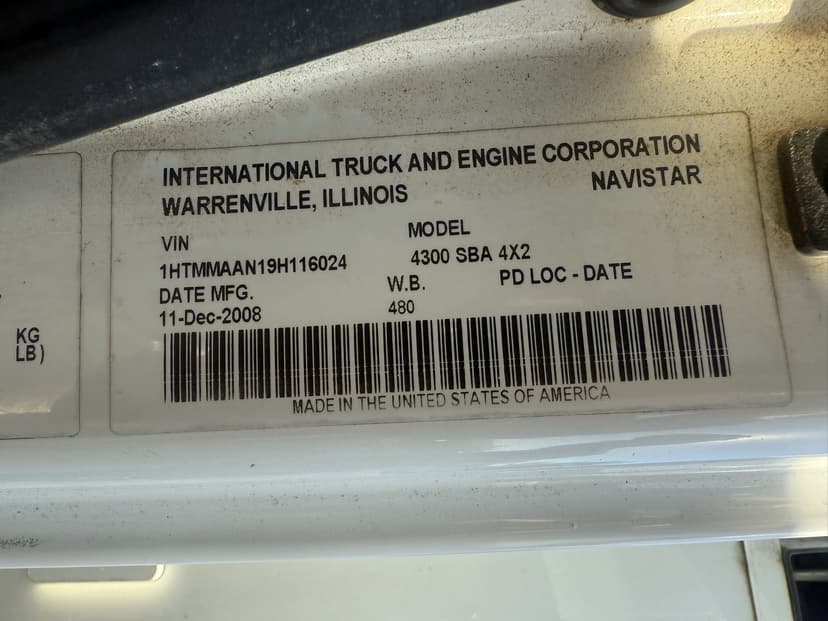 INTERNATIONAL TRUCK AND ENGINE CORPORATION
WARRENVILLE, ILLINOIS NAVISTAR
VIN MODEL
1HTMMAAN19H116024 4300 SBA 4X2
DATE MFG. W.B. PD LOC - DATE
11-Dec-2008 480
KG
LB)
MADE IN THE UNITED STATES OF AMERICA